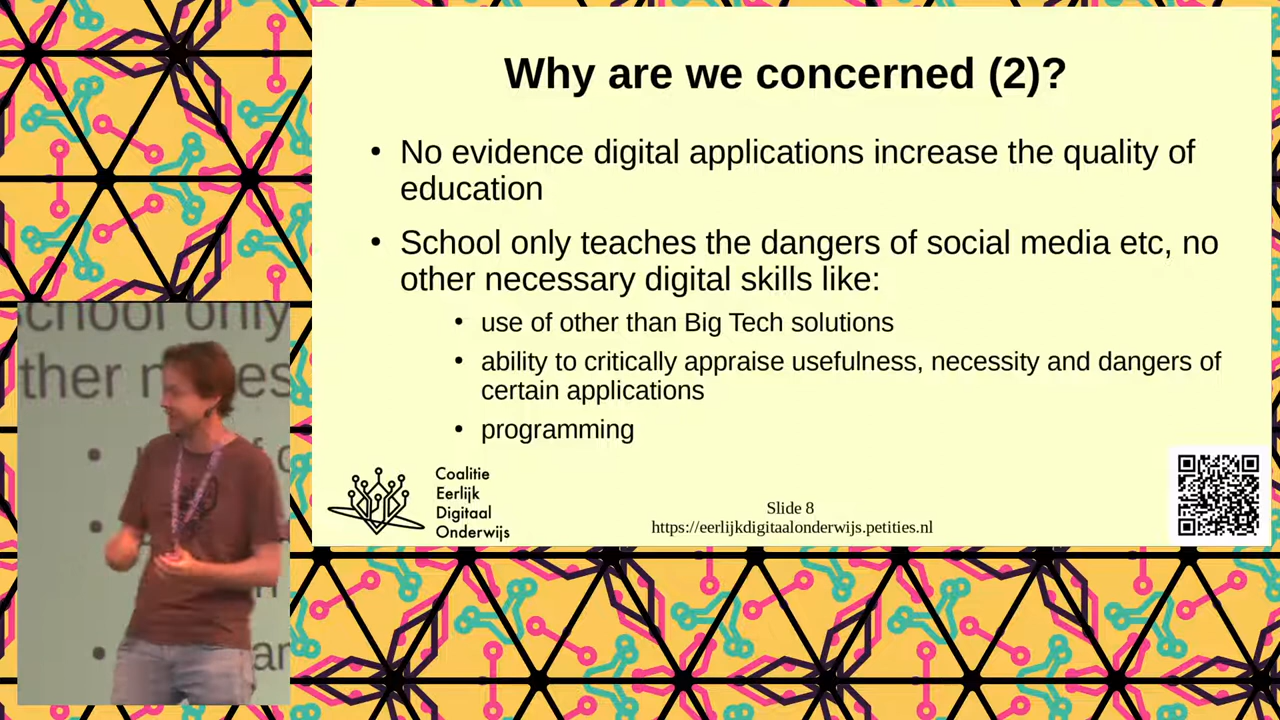 Why are we concerned (2)?
• No evidence digital applications increase the quality of
education
• School only teaches the dangers of social media etc, no
other necessary digital skills like:
• use of other than Big Tech solutions
• ability to critically appraise usefulness, necessity and dangers of
certain applications
• programming
Coalitie
Eerlijk
Digitaal
Onderwijs
Slide 8
https://eerlijkdigitaalonderwijs.petities.nl
chool only
ther